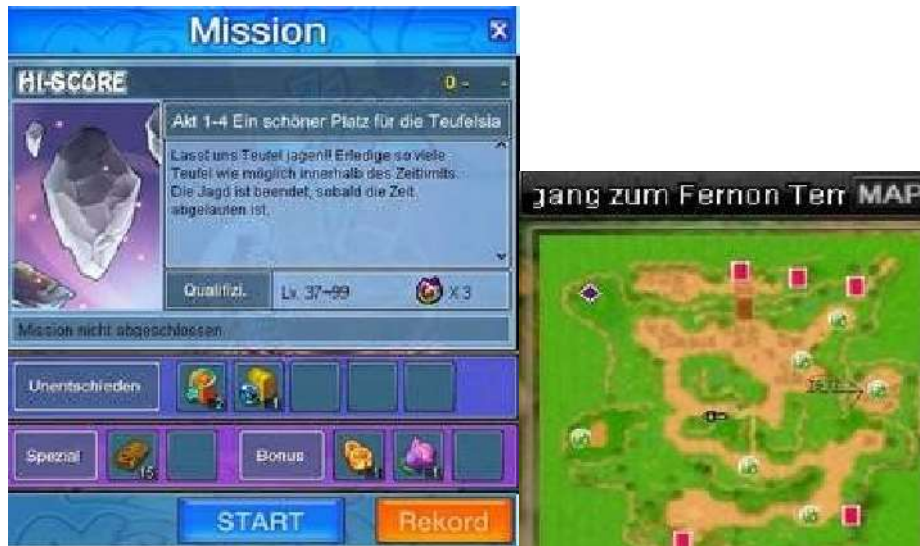 Mission
HI-SCORE
0 -
Akt 1-4 Ein schöner Platz für die Teufelsja
Lasst uns Teufel jagen!! Erledige so viele
Teufel wie möglich innerhalb des Zeitlimits.
Die Jagd ist beendet, sobald die Zeit
abgelaufen ist.
Qualifizi.
Lv. 37~99
X 3
Mission nicht abgeschlossen
Unentschieden
Spezial
15
Bonus
START
Rekord
gang zum Fernon Tem
MAP